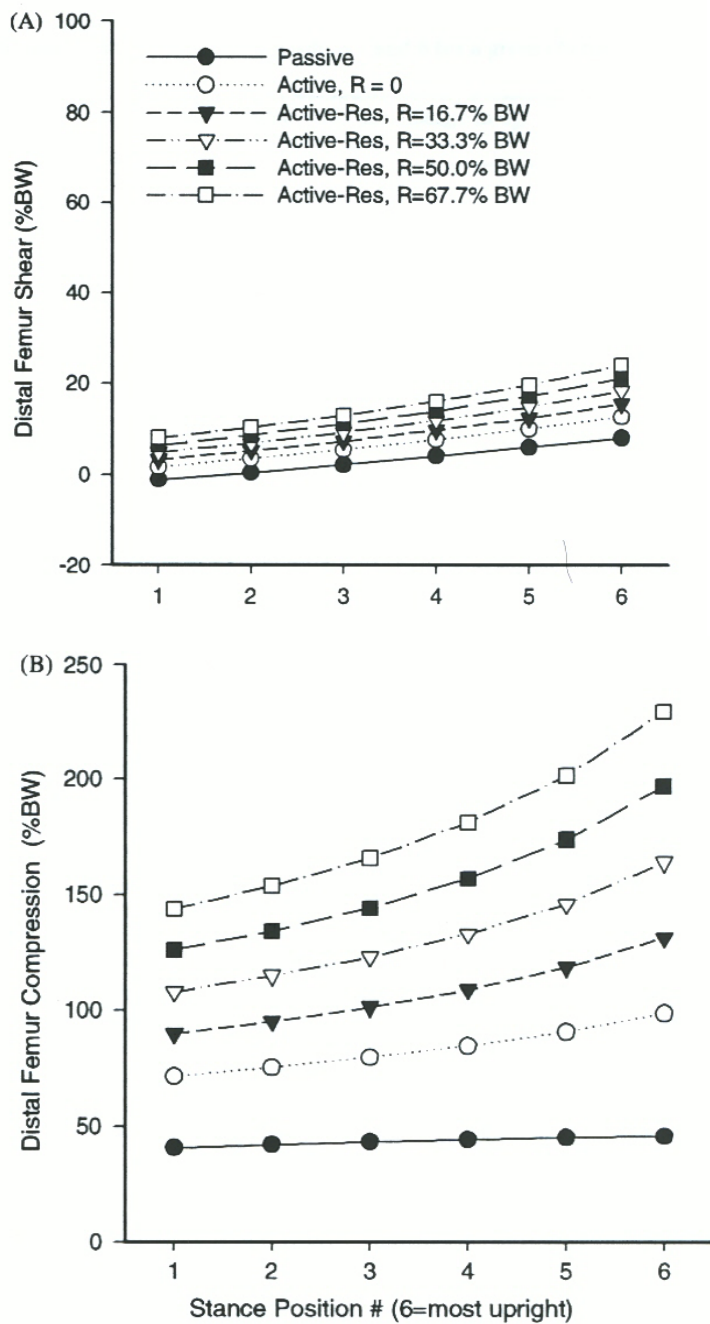 (A)
100
80
60
40
20
0
-20
Distal Femur Shear (%BW)
Passive
Active, R = 0
Active-Res, R=16.7% BW
Active-Res, R=33.3% BW
Active-Res, R=50.0% BW
Active-Res, R=67.7% BW
1 2 3 4 5 6
(B)
250
200
150
100
50
0
Distal Femur Compression (%BW)
1 2 3 4 5 6
Stance Position # (6=most upright)